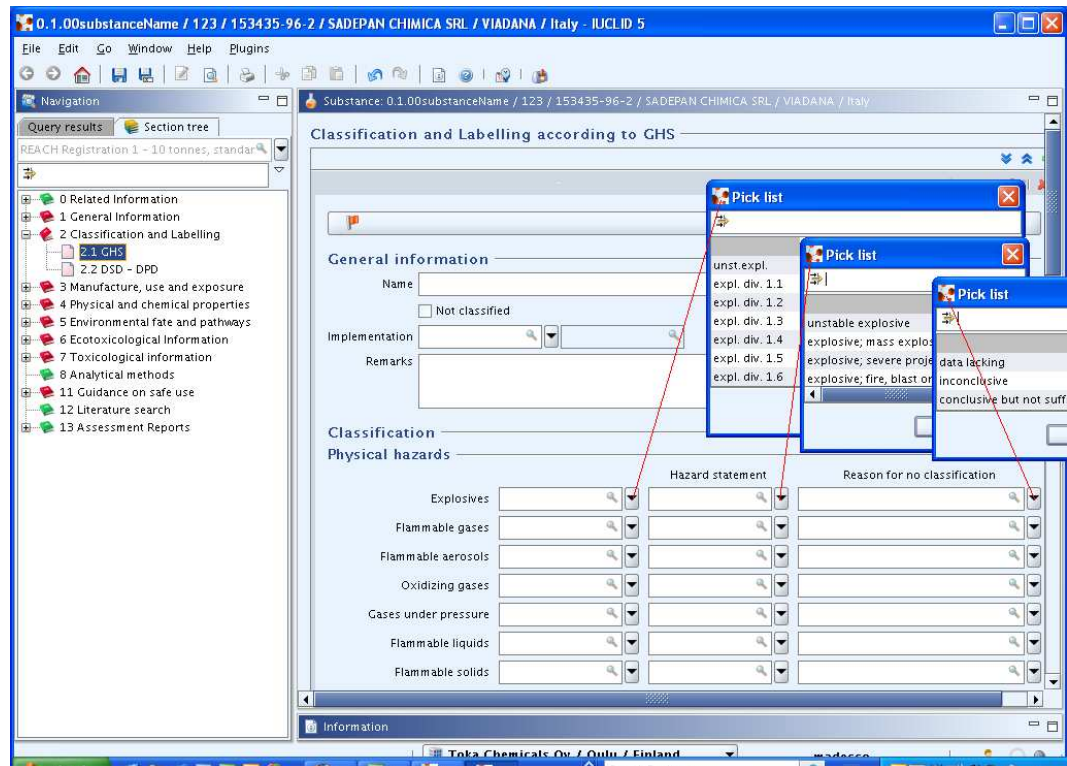 0.1.00substanceName / 123 / 153435-96-2 / SADEPAN CHIMICA SRL / VIADANA / Italy - IUCLID 5
File Edit Go Window Help Plugins
Navigation
Query results Section tree
REACH Registration 1 - 10 tonnes, standar
0 Related Information
1 General Information
2 Classification and Labelling
2.1 GHS
2.2 DSD - DPD
3 Manufacture, use and exposure
4 Physical and chemical properties
5 Environmental fate and pathways
6 Ecotoxicological Information
7 Toxicological information
8 Analytical methods
11 Guidance on safe use
12 Literature search
13 Assessment Reports
Substance: 0.1.00substanceName / 123 / 153435-96-2 / SADEPAN CHIMICA SRL / VIADANA / Italy
Classification and Labelling according to GHS
General information
Name
Not classified
Implementation
Remarks
Classification
Physical hazards
Hazard statement Reason for no classification
Explosives
Flammable gases
Flammable aerosols
Oxidizing gases
Gases under pressure
Flammable liquids
Flammable solids
Pick list
unst.expl.
expl. div. 1.1
expl. div. 1.2
expl. div. 1.3
expl. div. 1.4
expl. div. 1.5
expl. div. 1.6
Pick list
unstable explosive
explosive; mass explos
explosive; severe proje
explosive; fire, blast or
Pick list
data lacking
inconclusive
conclusive but not suff
Information
Toka Chemicals Oy / Oulu / Finland